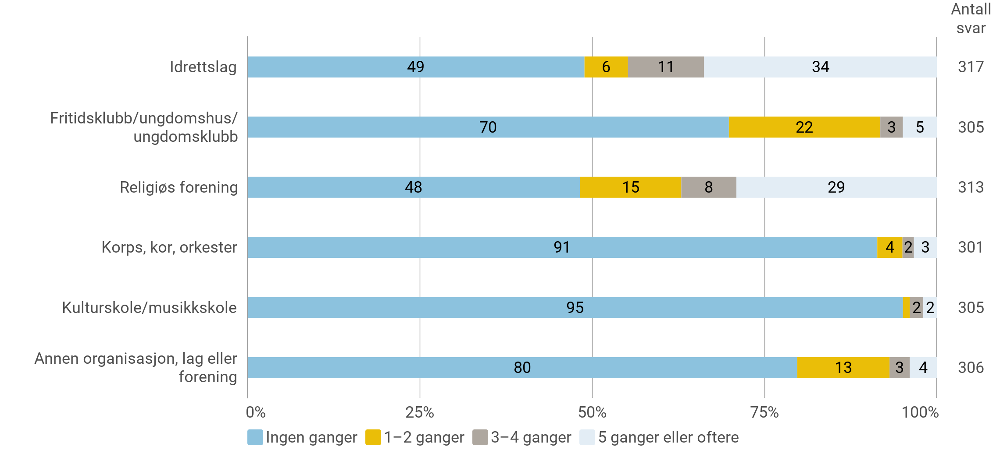 Antall
svar
Idrettslag 49 6 11 34 317
Fritidsklubb/ungdomshus/
ungdomsklubb 70 22 3 5 305
Religiøs forening 48 15 8 29 313
Korps, kor, orkester 91 4 2 3 301
Kulturskole/musikkskole 95 2 2 305
Annen organisasjon, lag eller
forening 80 13 3 4 306
0% 25% 50% 75% 100%
Ingen ganger 1–2 ganger 3–4 ganger 5 ganger eller oftere